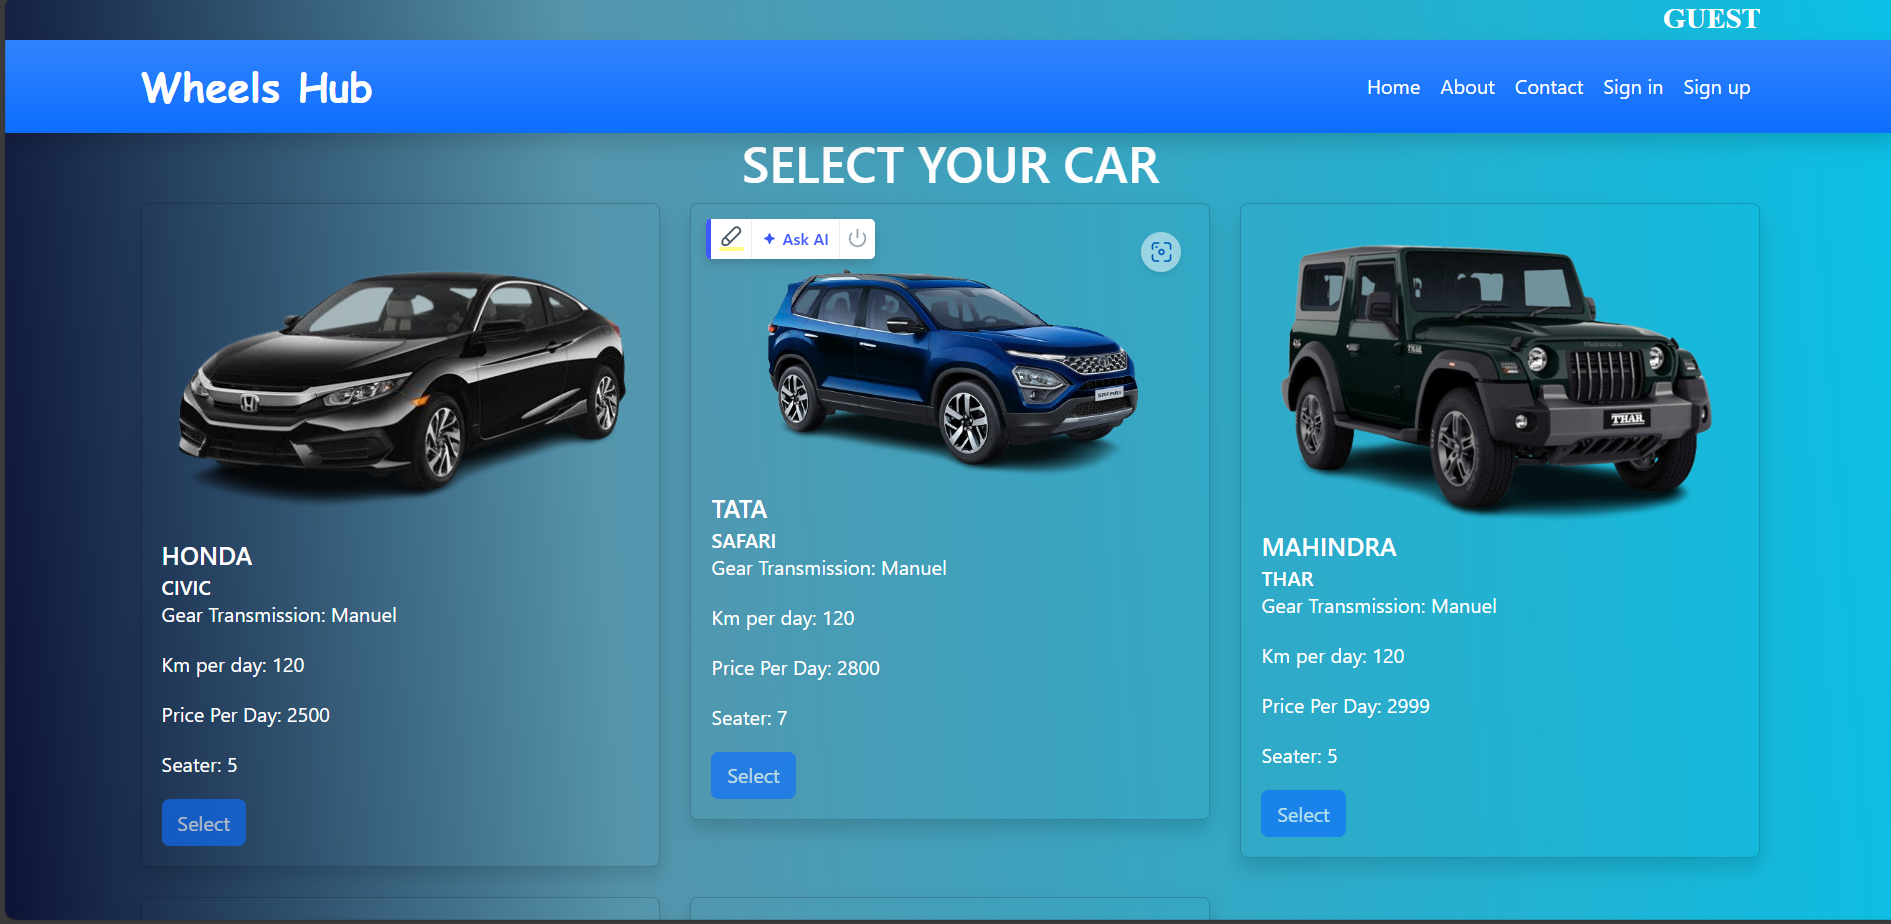 GUEST
Wheels Hub
Home About Contact Sign in Sign up
SELECT YOUR CAR
HONDA
CIVIC
Gear Transmission: Manuel
Km per day: 120
Price Per Day: 2500
Seater: 5
Select
Ask AI
SAFARI
TATA
SAFARI
Gear Transmission: Manuel
Km per day: 120
Price Per Day: 2800
Seater: 7
Select
Mahindra
THAR
THAR
MAHINDRA
THAR
Gear Transmission: Manuel
Km per day: 120
Price Per Day: 2999
Seater: 5
Select